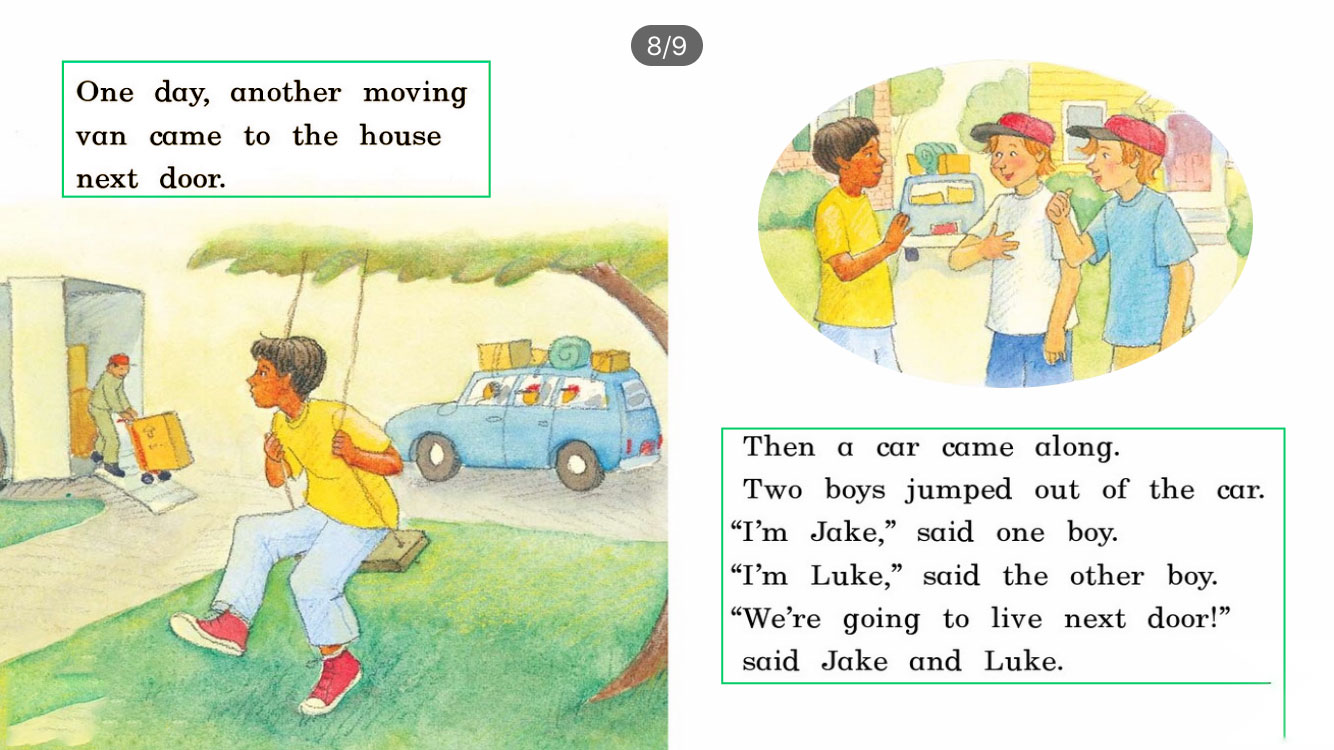 8/9
One day, another moving
van came to the house
next door.
Then a car came along.
Two boys jumped out of the car.
“I’m Jake,” said one boy.
“I’m Luke,” said the other boy.
“We’re going to live next door!”
said Jake and Luke.